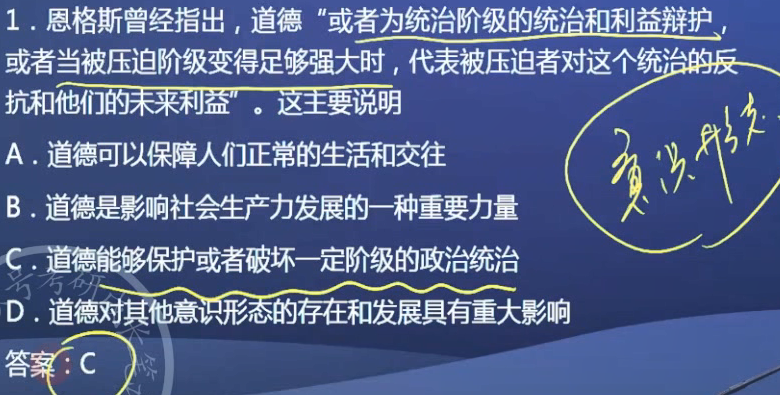 1．恩格斯曾经指出，道德“或者为统治阶级的统治和利益辩护，
或者当被压迫阶级变得足够强大时，代表被压迫者对这个统治的反
抗和他们的未来利益”。这主要说明
A．道德可以保障人们正常的生活和交往
B．道德是影响社会生产力发展的一种重要力量
C．道德能够保护或者破坏一定阶级的政治统治
D．道德对其他意识形态的存在和发展具有重大影响
答案：C
意识形态